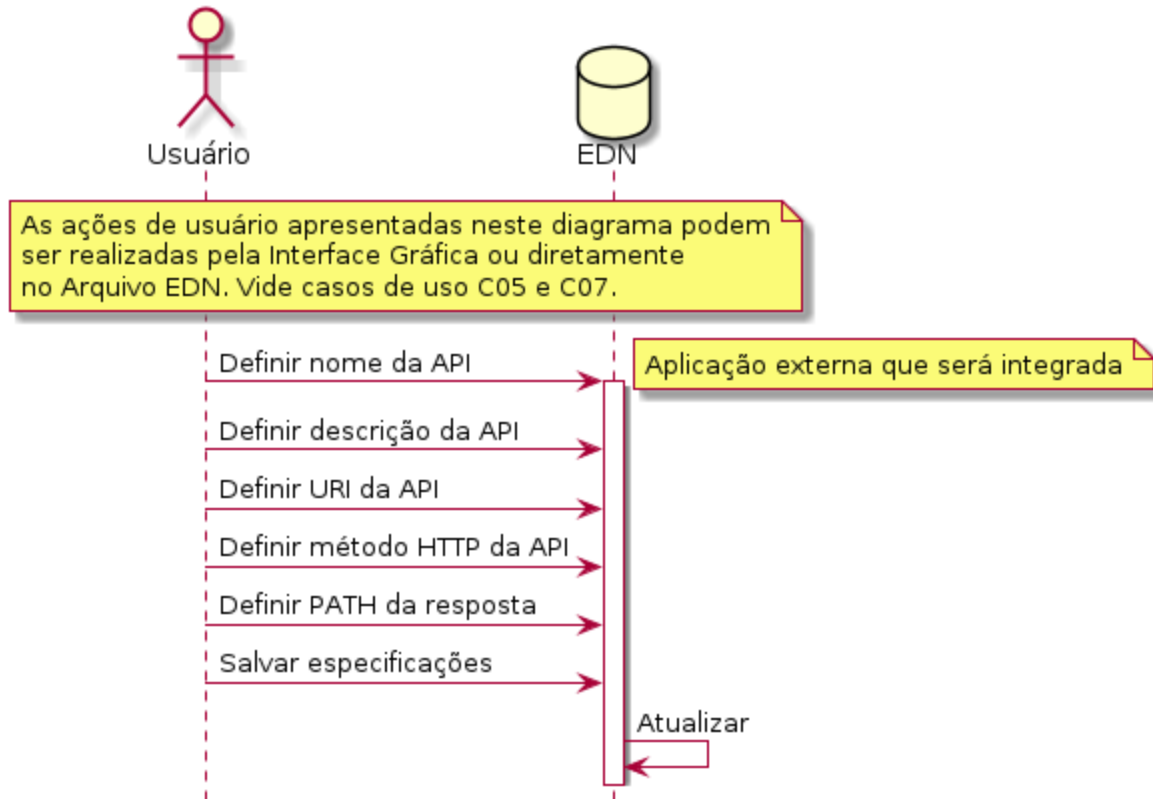 Usuário
EDN
As ações de usuário apresentadas neste diagrama podem
ser realizadas pela Interface Gráfica ou diretamente
no Arquivo EDN. Vide casos de uso C05 e C07.
Definir nome da API
Aplicação externa que será integrada
Definir descrição da API
Definir URI da API
Definir método HTTP da API
Definir PATH da resposta
Salvar especificações
Atualizar